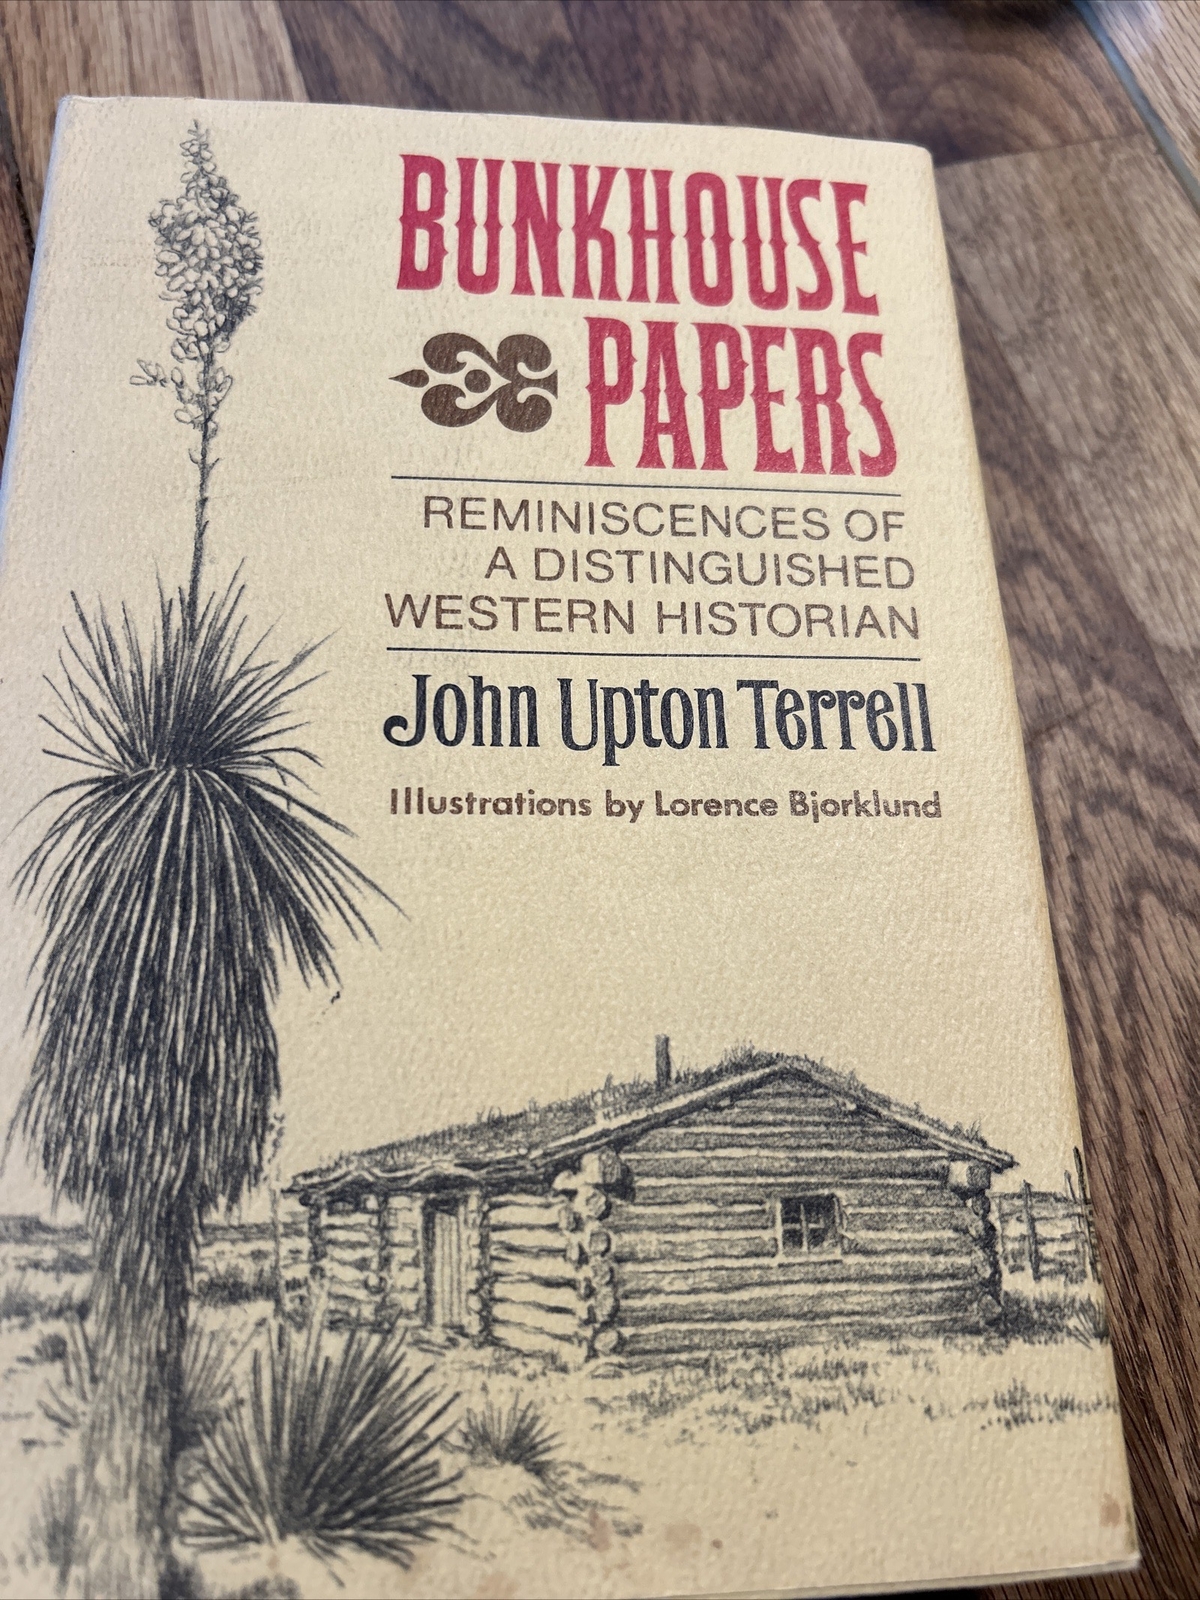 BUNKHOUSE
PAPERS
REMINISCENCES OF
A DISTINGUISHED
WESTERN HISTORIAN
John Upton Terrell
Illustrations by Lorence Bjorklund